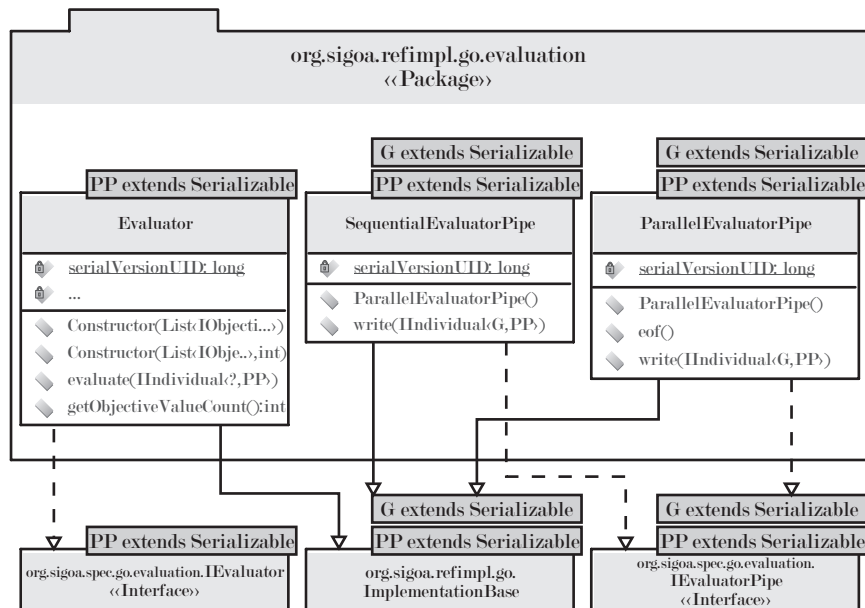 org.sigoa.refimpl.go.evaluation
‹‹Package››
G extends Serializable
G extends Serializable
PP extends Serializable
PP extends Serializable
PP extends Serializable
Evaluator
serialVersionUID: long
...
Constructor(List‹IObjecti...›)
Constructor(List‹IObje..›,int)
evaluate(IIndividual‹?,PP›)
getObjectiveValueCount():int
SequentialEvaluatorPipe
serialVersionUID: long
ParallelEvaluatorPipe()
write(IIndividual‹G,PP›)
ParallelEvaluatorPipe
serialVersionUID: long
ParallelEvaluatorPipe()
eof()
write(IIndividual‹G,PP›)
G extends Serializable
G extends Serializable
PP extends Serializable
PP extends Serializable
PP extends Serializable
org.sigoa.spec.go.evaluation.IEvaluator
‹‹Interface››
org.sigoa.refimpl.go.
ImplementationBase
org.sigoa.spec.go.evaluation.
IEvaluatorPipe
‹‹Interface››